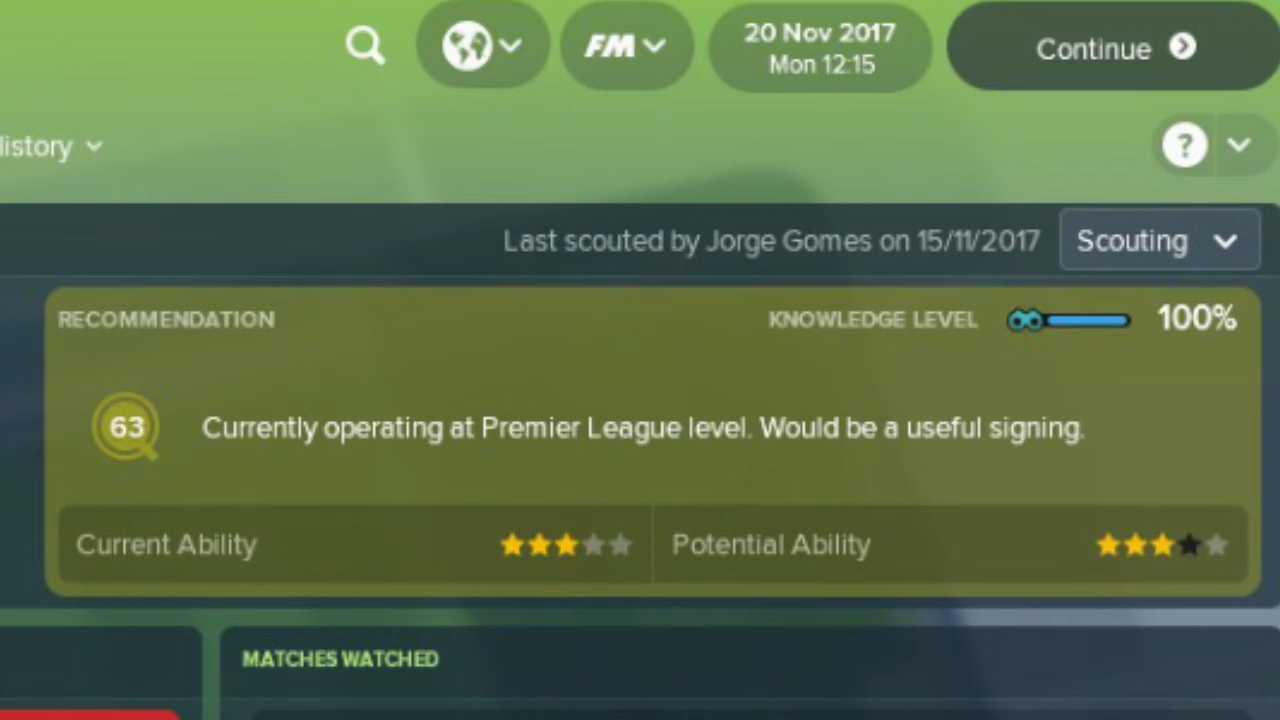 FM
20 Nov 2017
Mon 12:15
Continue
History
?
Last scouted by Jorge Gomes on 15/11/2017
Scouting
RECOMMENDATION
KNOWLEDGE LEVEL
100%
63
Currently operating at Premier League level. Would be a useful signing.
Current Ability
Potential Ability
MATCHES WATCHED